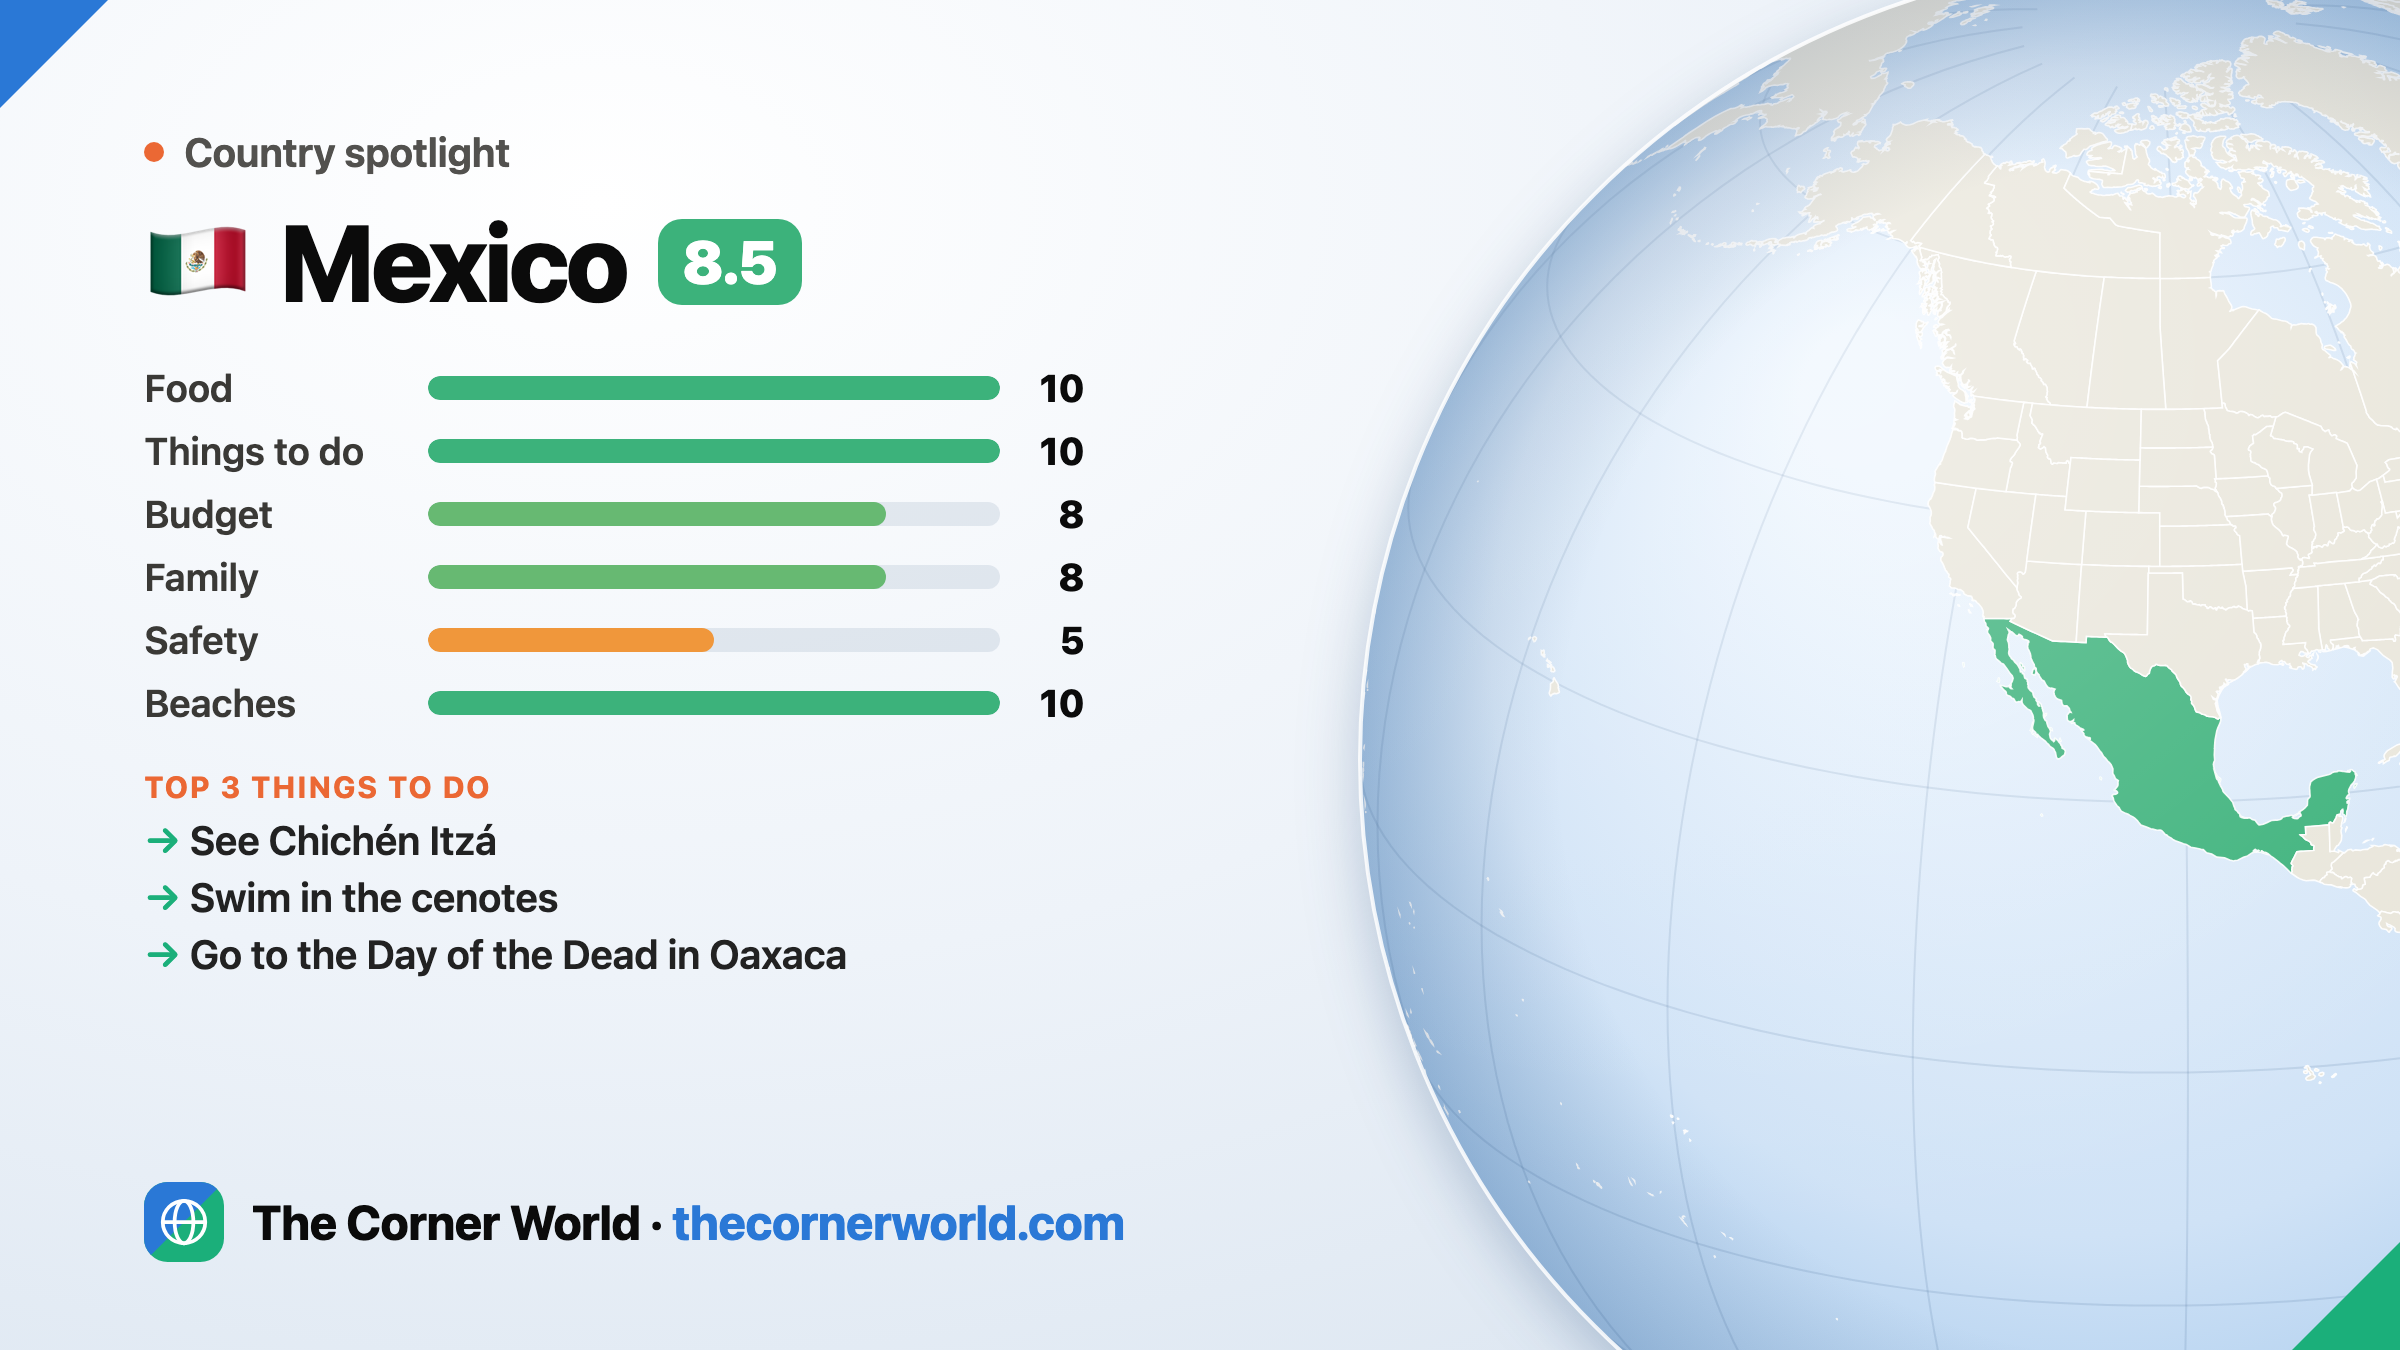 Country spotlight
Mexico 8.5
Food 10
Things to do 10
Budget 8
Family 8
Safety 5
Beaches 10
TOP 3 THINGS TO DO
→ See Chichén Itzá
→ Swim in the cenotes
→ Go to the Day of the Dead in Oaxaca
The Corner World · thecornerworld.com